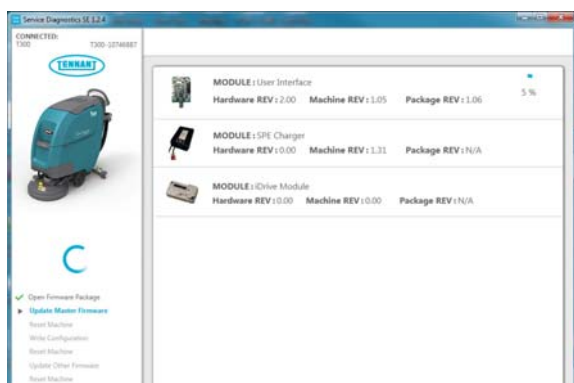 Service Diagnostics SE 1.2.4
CONNECTED:
T300 T300-10746887
TENNANT
MODULE: User Interface
Hardware REV: 2.00 Machine REV: 1.05 Package REV: 1.06
5 %
MODULE: SPE Charger
Hardware REV: 0.00 Machine REV: 1.31 Package REV: N/A
MODULE: iDrive Module
Hardware REV: 0.00 Machine REV: 0.00 Package REV: N/A
Open Firmware Package
Update Master Firmware
Reset Machine
Write Configuration
Reset Machine
Update Other Firmware
Reset Machine